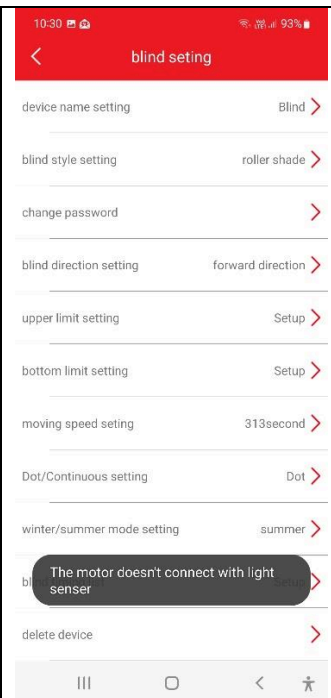 10:30 93%
blind seting
device name setting Blind
blind style setting roller shade
change password
blind direction setting forward direction
upper limit setting Setup
bottom limit setting Setup
moving speed seting 313second
Dot/Continuous setting Dot
winter/summer mode setting summer
The motor doesn't connect with light
senser
delete device